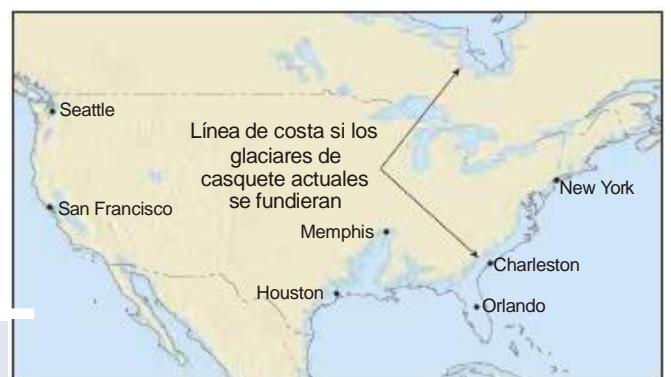 Seattle
Línea de costa si los
glaciares de
casquete actuales
se fundieran
New York
San Francisco
Memphis
Charleston
Houston
Orlando